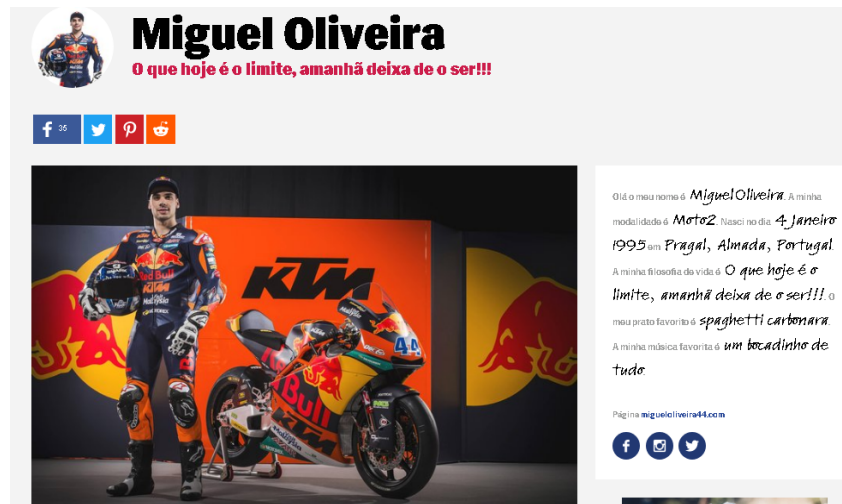 Miguel Oliveira
O que hoje é o limite, amanhã deixa de o ser!!!
35
Red Bull
KTM
44
Red Bull
KTM
Olá o meu nome é Miguel Oliveira. A minha
modalidade é Moto2. Nasci no dia 4 Janeiro
1995 em Pragal, Almada, Portugal.
A minha filosofia de vida é O que hoje é o
limite, amanhã deixa de o ser!!!. O
meu prato favorito é spaghetti carbonara.
A minha música favorita é um bocadinho de
tudo.
Página migueloliveira44.com